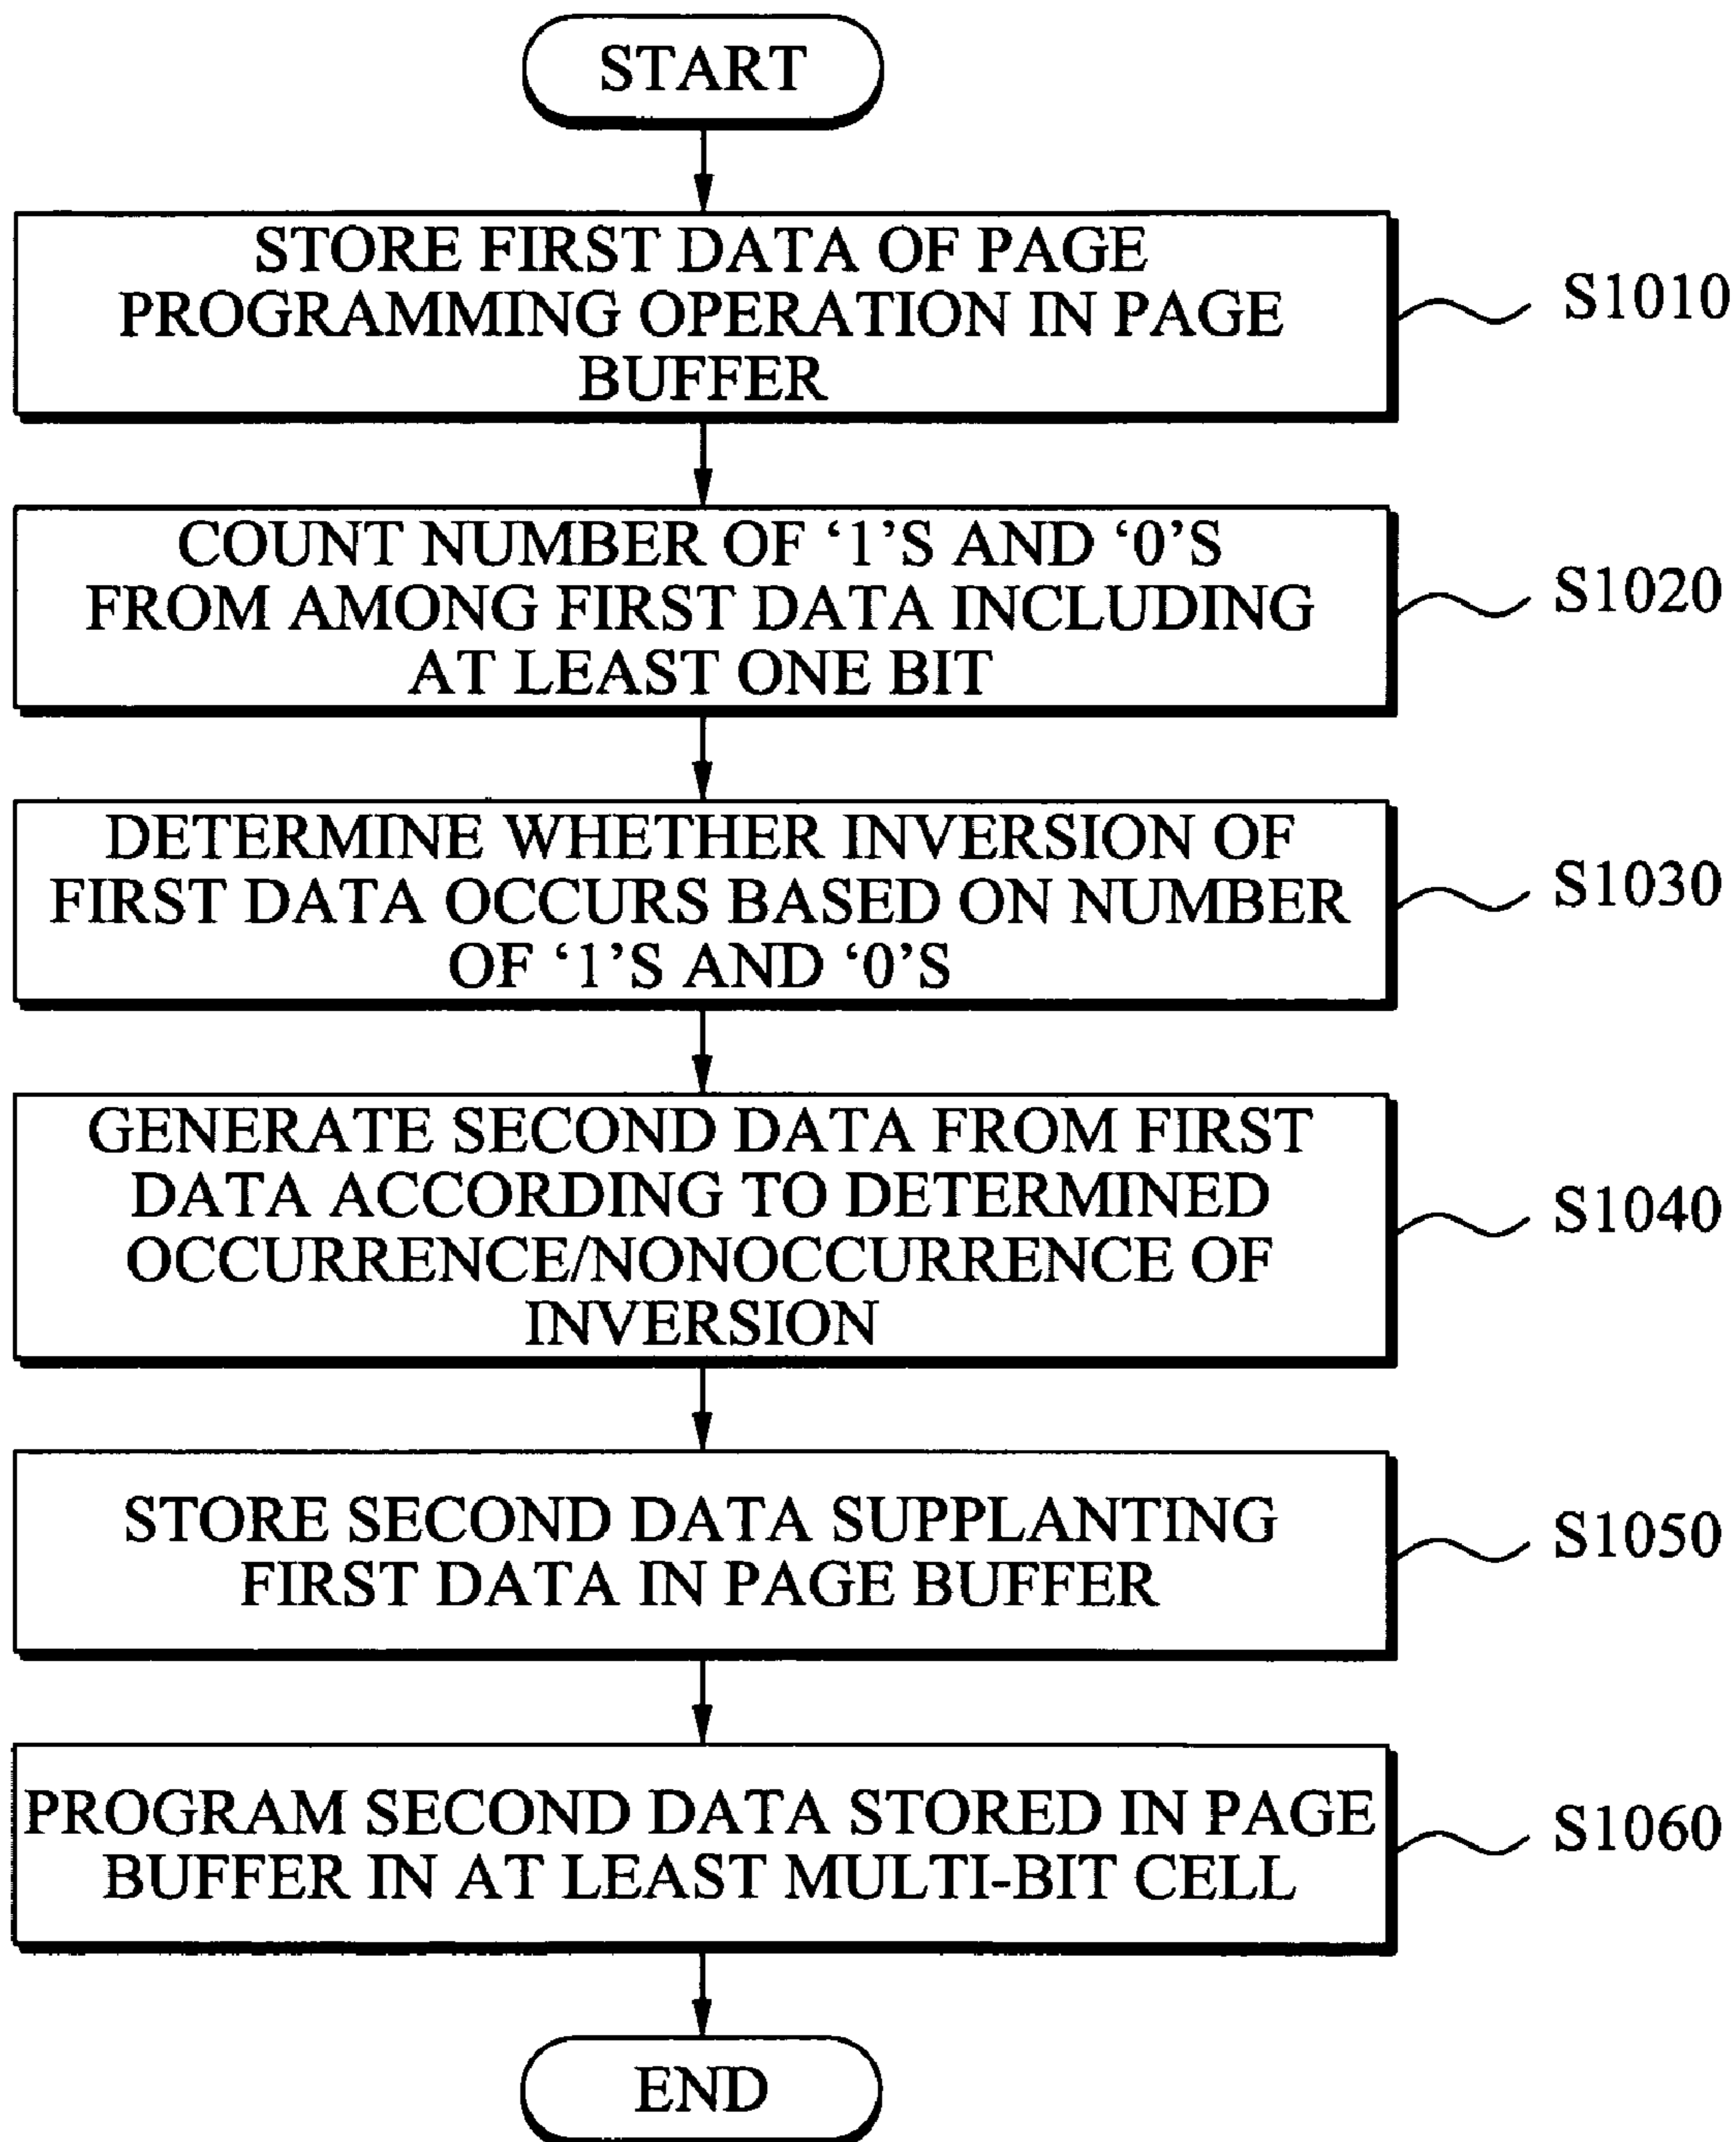 START
STORE FIRST DATA OF PAGE
PROGRAMMING OPERATION IN PAGE
BUFFER
S1010
COUNT NUMBER OF ‘1’S AND ‘0’S
FROM AMONG FIRST DATA INCLUDING
AT LEAST ONE BIT
S1020
DETERMINE WHETHER INVERSION OF
FIRST DATA OCCURS BASED ON NUMBER
OF ‘1’S AND ‘0’S
S1030
GENERATE SECOND DATA FROM FIRST
DATA ACCORDING TO DETERMINED
OCCURRENCE/NONOCCURRENCE OF
INVERSION
S1040
STORE SECOND DATA SUPPLANTING
FIRST DATA IN PAGE BUFFER
S1050
PROGRAM SECOND DATA STORED IN PAGE
BUFFER IN AT LEAST MULTI-BIT CELL
S1060
END